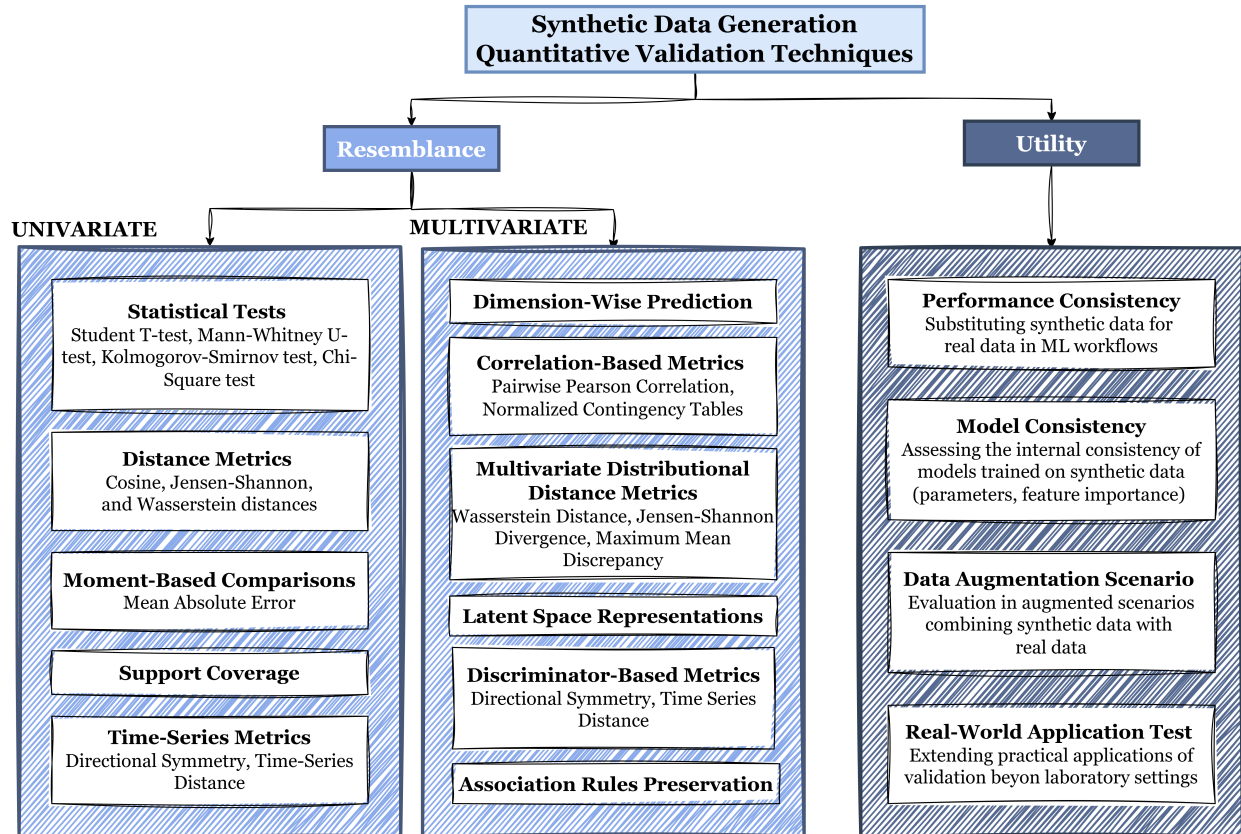 Synthetic Data Generation
Quantitative Validation Techniques
Resemblance
Utility
UNIVARIATE
MULTIVARIATE
Statistical Tests
Student T-test, Mann-Whitney U-
test, Kolmogorov-Smirnov test, Chi-
Square test
Distance Metrics
Cosine, Jensen-Shannon,
and Wasserstein distances
Moment-Based Comparisons
Mean Absolute Error
Support Coverage
Time-Series Metrics
Directional Symmetry, Time-Series
Distance
Dimension-Wise Prediction
Correlation-Based Metrics
Pairwise Pearson Correlation,
Normalized Contingency Tables
Multivariate Distributional
Distance Metrics
Wasserstein Distance, Jensen-Shannon
Divergence, Maximum Mean
Discrepancy
Latent Space Representations
Discriminator-Based Metrics
Directional Symmetry, Time Series
Distance
Association Rules Preservation
Performance Consistency
Substituting synthetic data for
real data in ML workflows
Model Consistency
Assessing the internal consistency of
models trained on synthetic data
(parameters, feature importance)
Data Augmentation Scenario
Evaluation in augmented scenarios
combining synthetic data with
real data
Real-World Application Test
Extending practical applications of
validation beyon laboratory settings